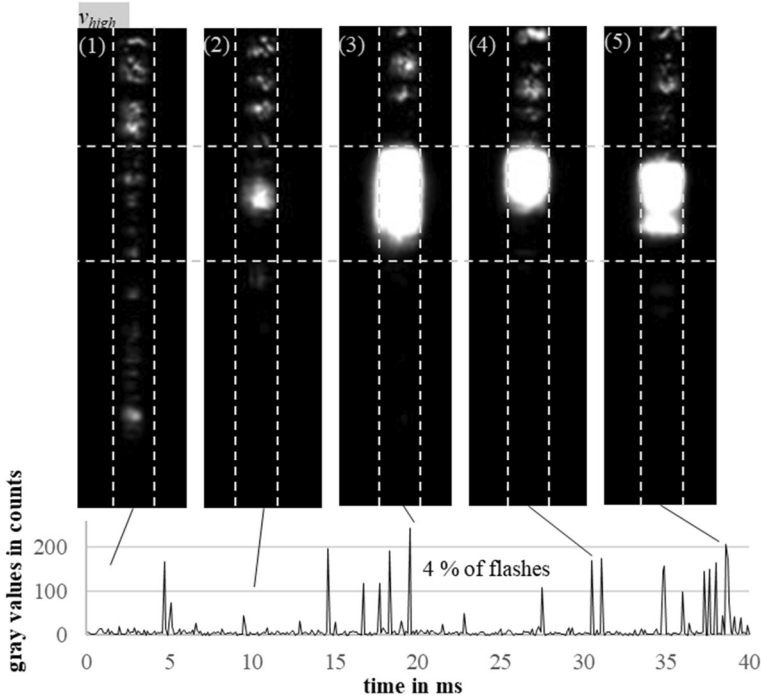 vhigh
(1) (2) (3) (4) (5)
gray values in counts
200
100
0
4 % of flashes
0 5 10 15 20 25 30 35 40
time in ms